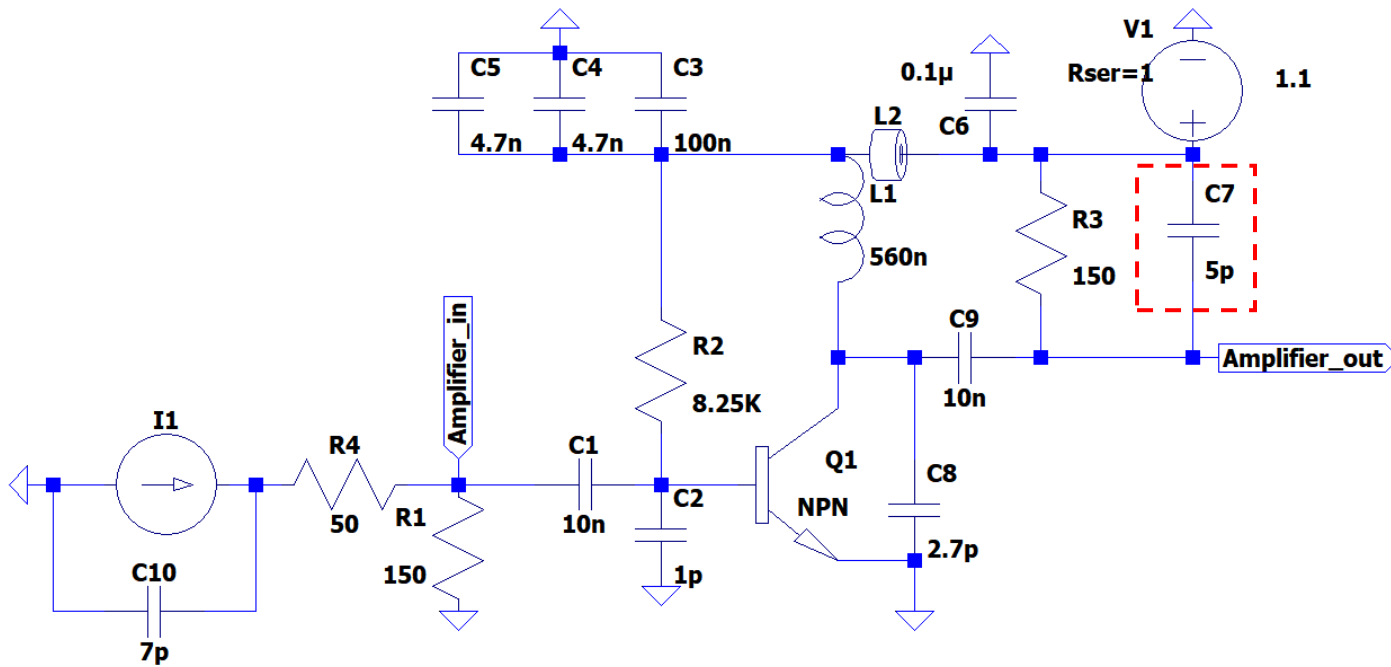 V1
C5
C4
C3
0.1µ
Rser=1
1.1
L2
4.7n
4.7n
100n
C6
L1
C7
R3
560n
150
5p
Amplifier_in
R2
8.25K
C9
10n
Amplifier_out
I1
R4
C1
Q1
C8
R1
C2
50
10n
NPN
2.7p
C10
150
1p
7p